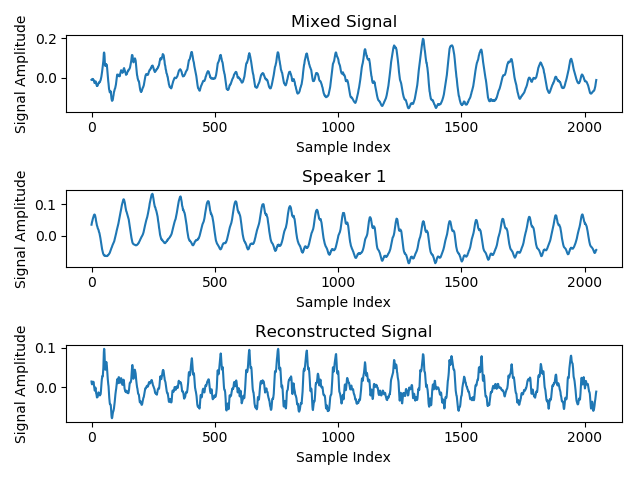 Mixed Signal
Signal Amplitude
0.2
0.0
0
500
1000
1500
2000
Sample Index
Speaker 1
Signal Amplitude
0.1
0.0
0
500
1000
1500
2000
Sample Index
Reconstructed Signal
Signal Amplitude
0.1
0.0
0
500
1000
1500
2000
Sample Index